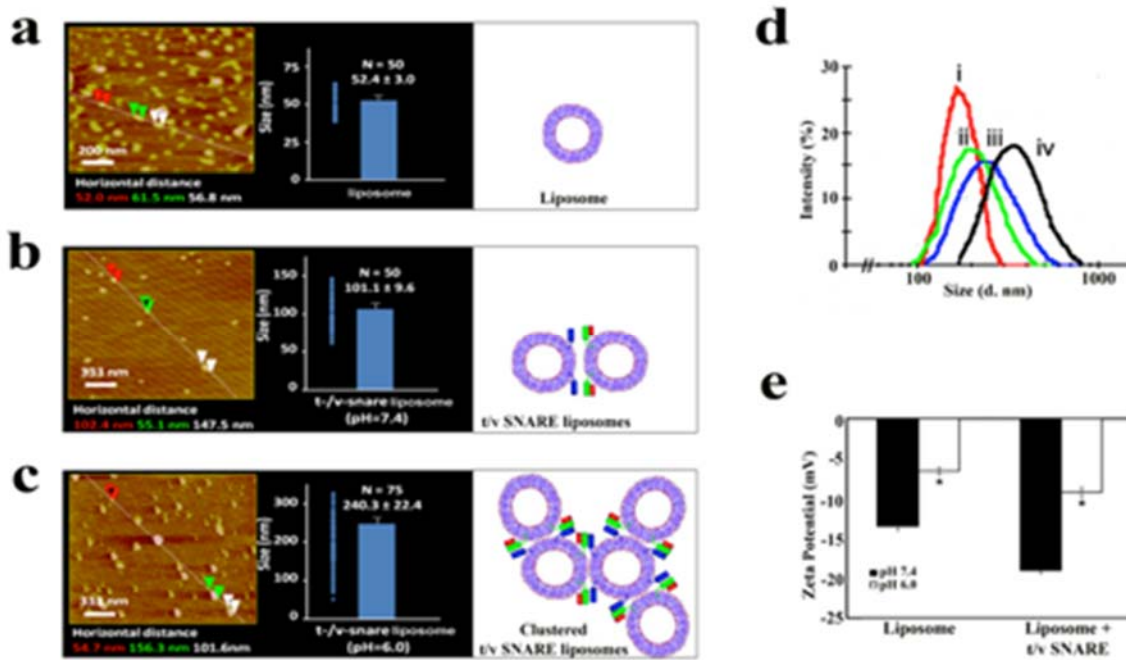 a
75
50
25
0
Size (nm)
N = 50
52.4 ± 3.0
liposome
200 nm
Horizontal distance
52.0 nm 61.5 nm 56.8 nm
Liposome
b
150
100
50
0
Size (nm)
N = 50
101.1 ± 9.6
t-/v-snare liposome
(pH=7.4)
353 nm
Horizontal distance
102.4 nm 55.1 nm 147.5 nm
t/v SNARE liposomes
c
300
200
100
0
Size (nm)
N = 75
240.3 ± 22.4
t-/v-snare liposome
(pH=6.0)
Horizontal distance
54.7 nm 156.3 nm 101.6nm
Clustered
t/v SNARE liposomes
d
30
20
10
0
Intensity (%)
i
ii
iii
iv
100
1000
Size (d. nm)
e
0
-5
-10
-15
-20
-25
Zeta Potential (mV)
*
*
pH 7.4
pH 6.0
Liposome
Liposome +
t/v SNARE